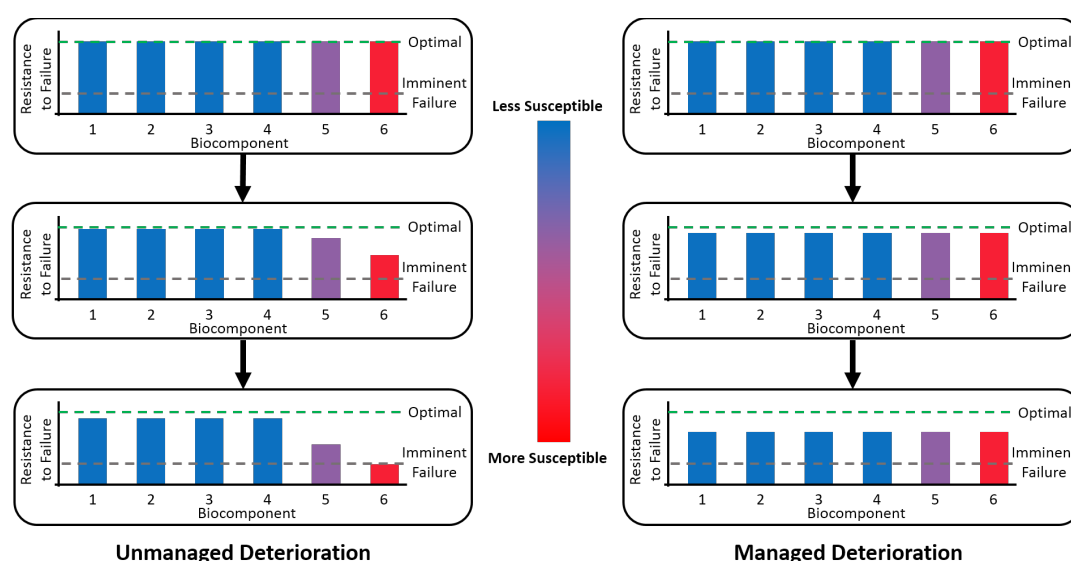 Resistance
to Failure
Optimal
Imminent
Failure
1 2 3 4 5 6
Biocomponent
Resistance
to Failure
Optimal
Imminent
Failure
1 2 3 4 5 6
Biocomponent
Resistance
to Failure
Optimal
Imminent
Failure
1 2 3 4 5 6
Biocomponent
Unmanaged Deterioration
Less Susceptible
More Susceptible
Resistance
to Failure
Optimal
Imminent
Failure
1 2 3 4 5 6
Biocomponent
Resistance
to Failure
Optimal
Imminent
Failure
1 2 3 4 5 6
Biocomponent
Resistance
to Failure
Optimal
Imminent
Failure
1 2 3 4 5 6
Biocomponent
Managed Deterioration